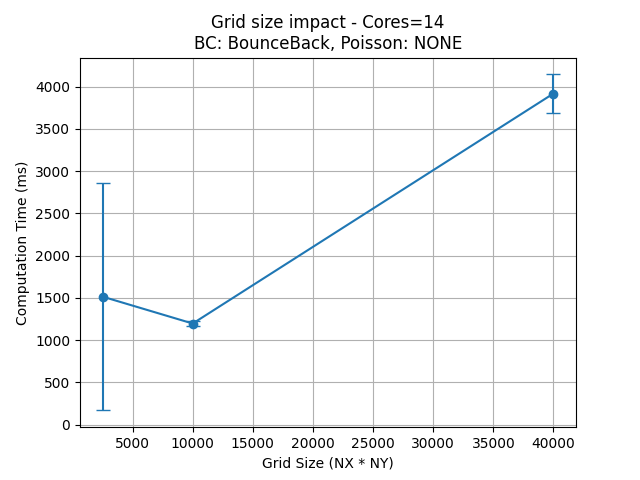 Grid size impact - Cores=14
BC: BounceBack, Poisson: NONE
4000
3500
3000
2500
2000
1500
1000
500
0
Computation Time (ms)
5000 10000 15000 20000 25000 30000 35000 40000
Grid Size (NX * NY)